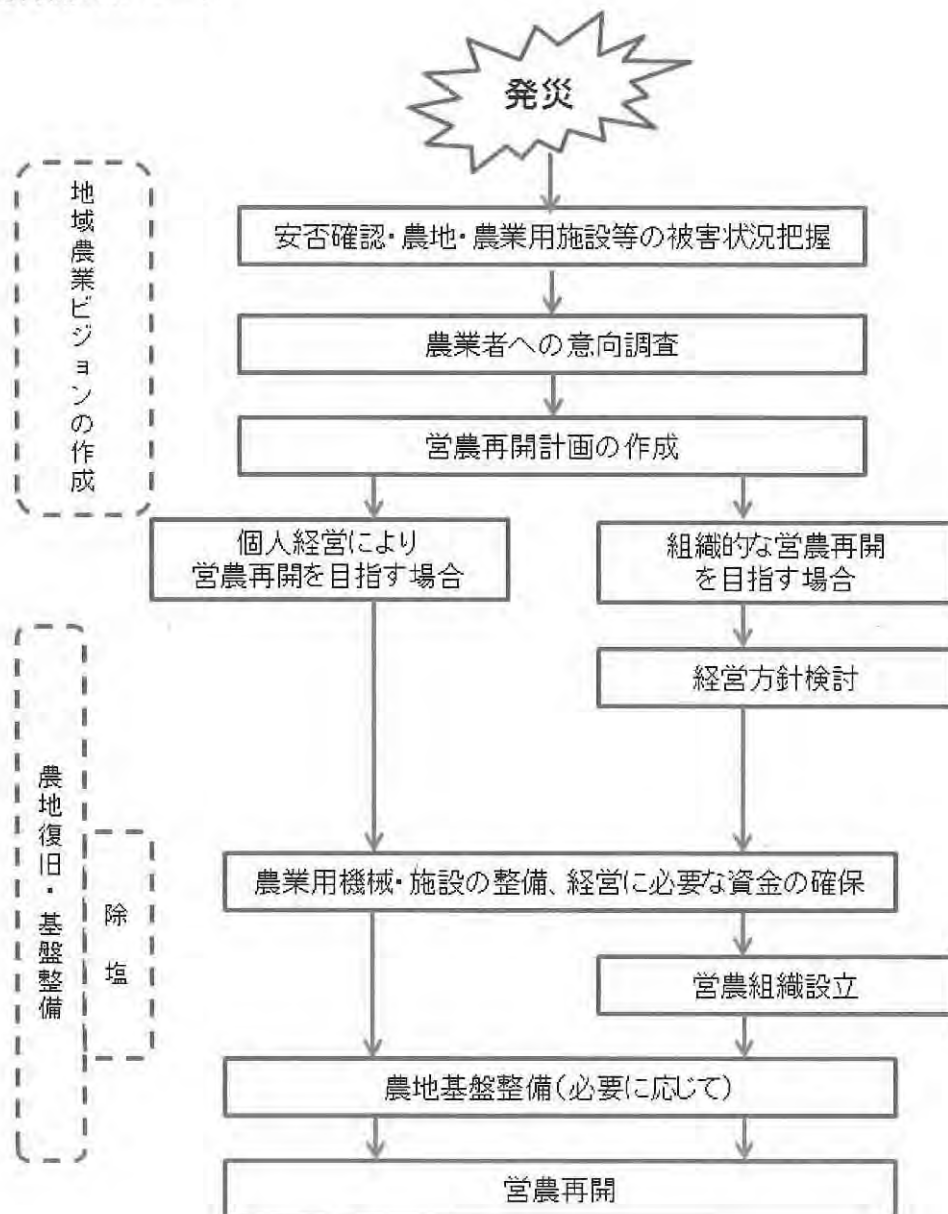 発災
地域農業ビジョンの作成
安否確認・農地・農業用施設等の被害状況把握
農業者への意向調査
営農再開計画の作成
個人経営により
営農再開を目指す場合
組織的な営農再開
を目指す場合
経営方針検討
農地復旧・基盤整備
除塩
農業用機械・施設の整備、経営に必要な資金の確保
営農組織設立
農地基盤整備(必要に応じて)
営農再開